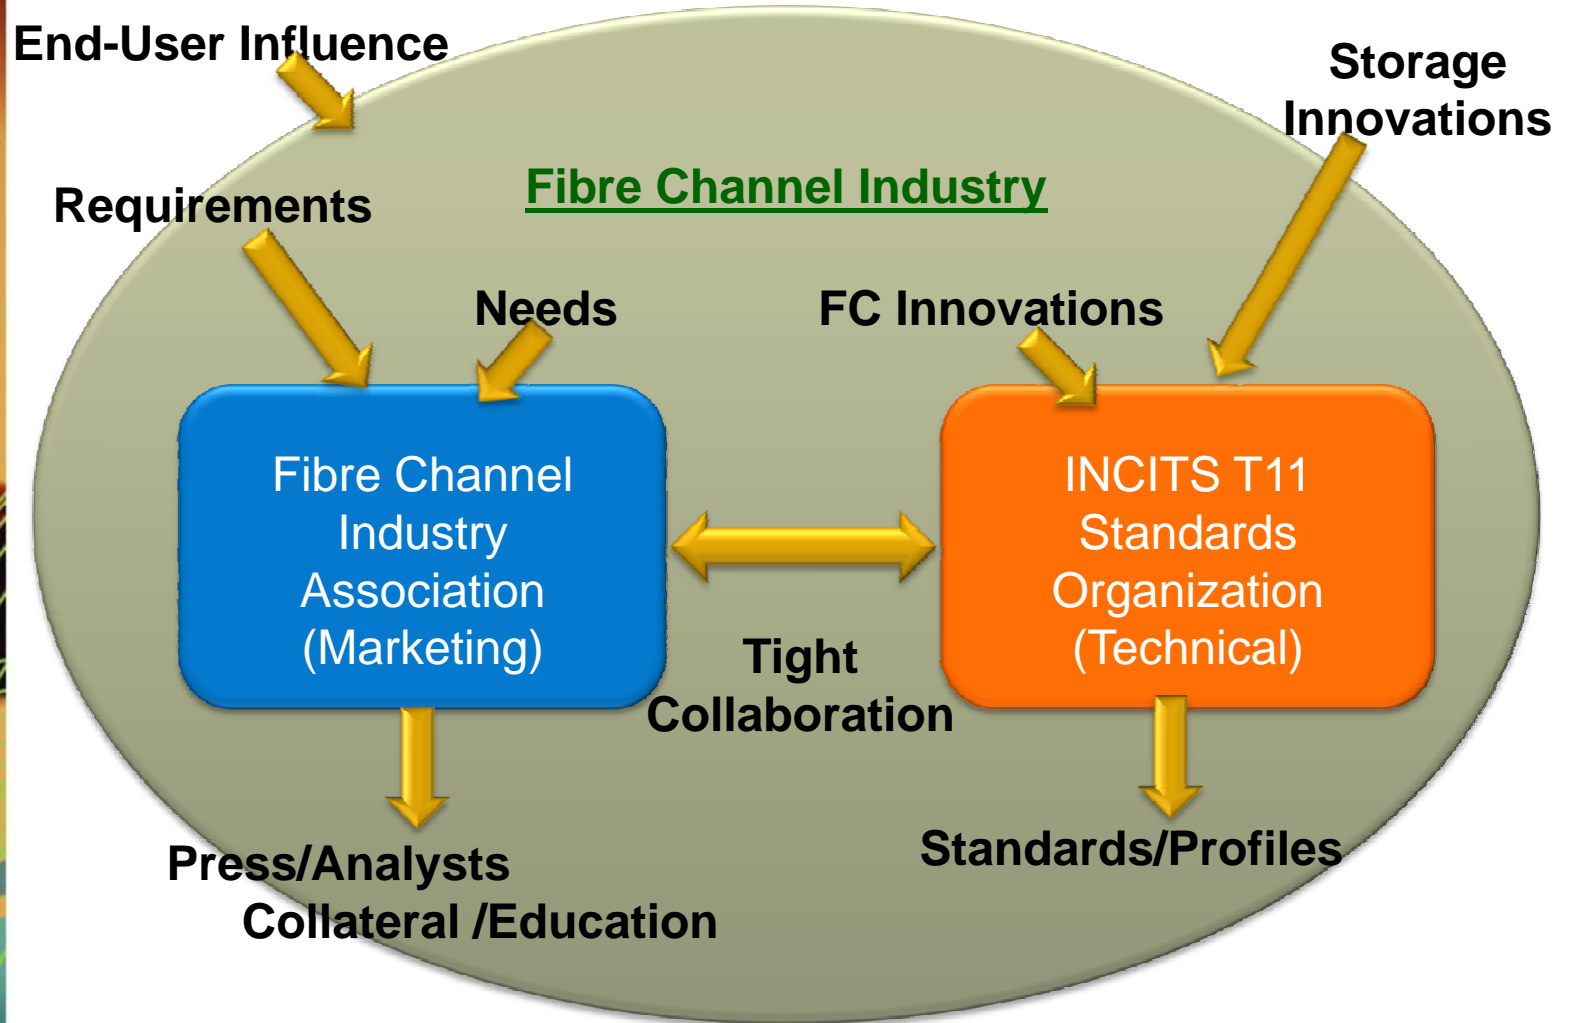 End-User Influence
Storage
Innovations
Fibre Channel Industry
Requirements
Needs
FC Innovations
Fibre Channel
Industry
Association
(Marketing)
INCITS T11
Standards
Organization
(Technical)
Tight
Collaboration
Press/Analysts
Collateral /Education
Standards/Profiles